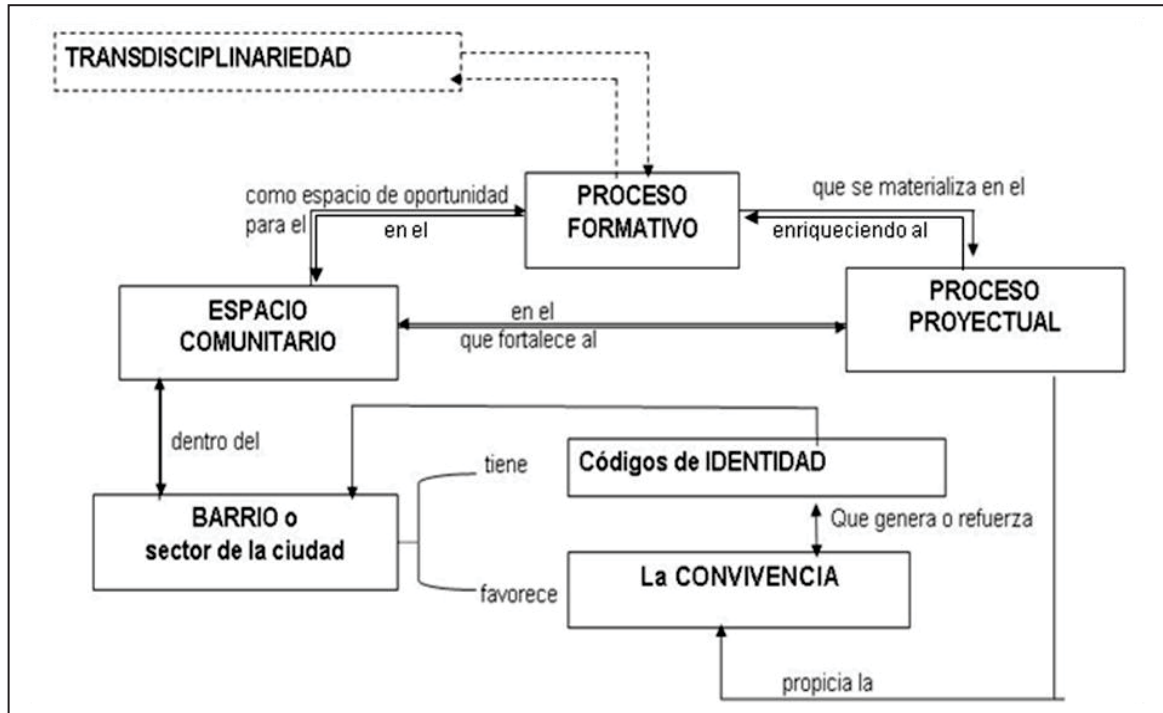 TRANSDISCIPLINARIEDAD
como espacio de oportunidad
para el
en el
PROCESO
FORMATIVO
que se materializa en el
enriqueciendo al
ESPACIO
COMUNITARIO
en el
que fortalece al
PROCESO
PROYECTUAL
dentro del
tiene
Códigos de IDENTIDAD
BARRIO o
sector de la ciudad
Que genera o refuerza
favorece
La CONVIVENCIA
propicia la